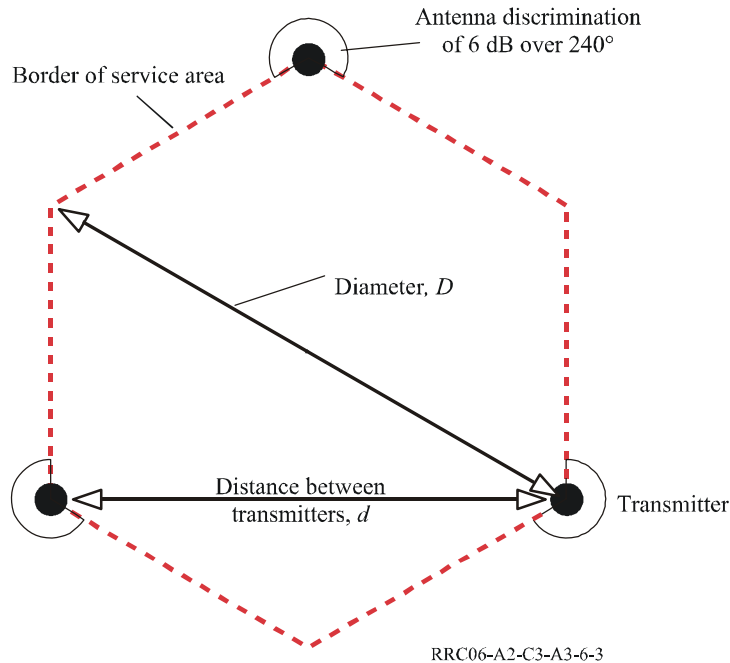 Antenna discrimination
of 6 dB over 240°
Border of service area
Diameter, D
Distance between
transmitters, d
Transmitter
RRC06-A2-C3-A3-6-3